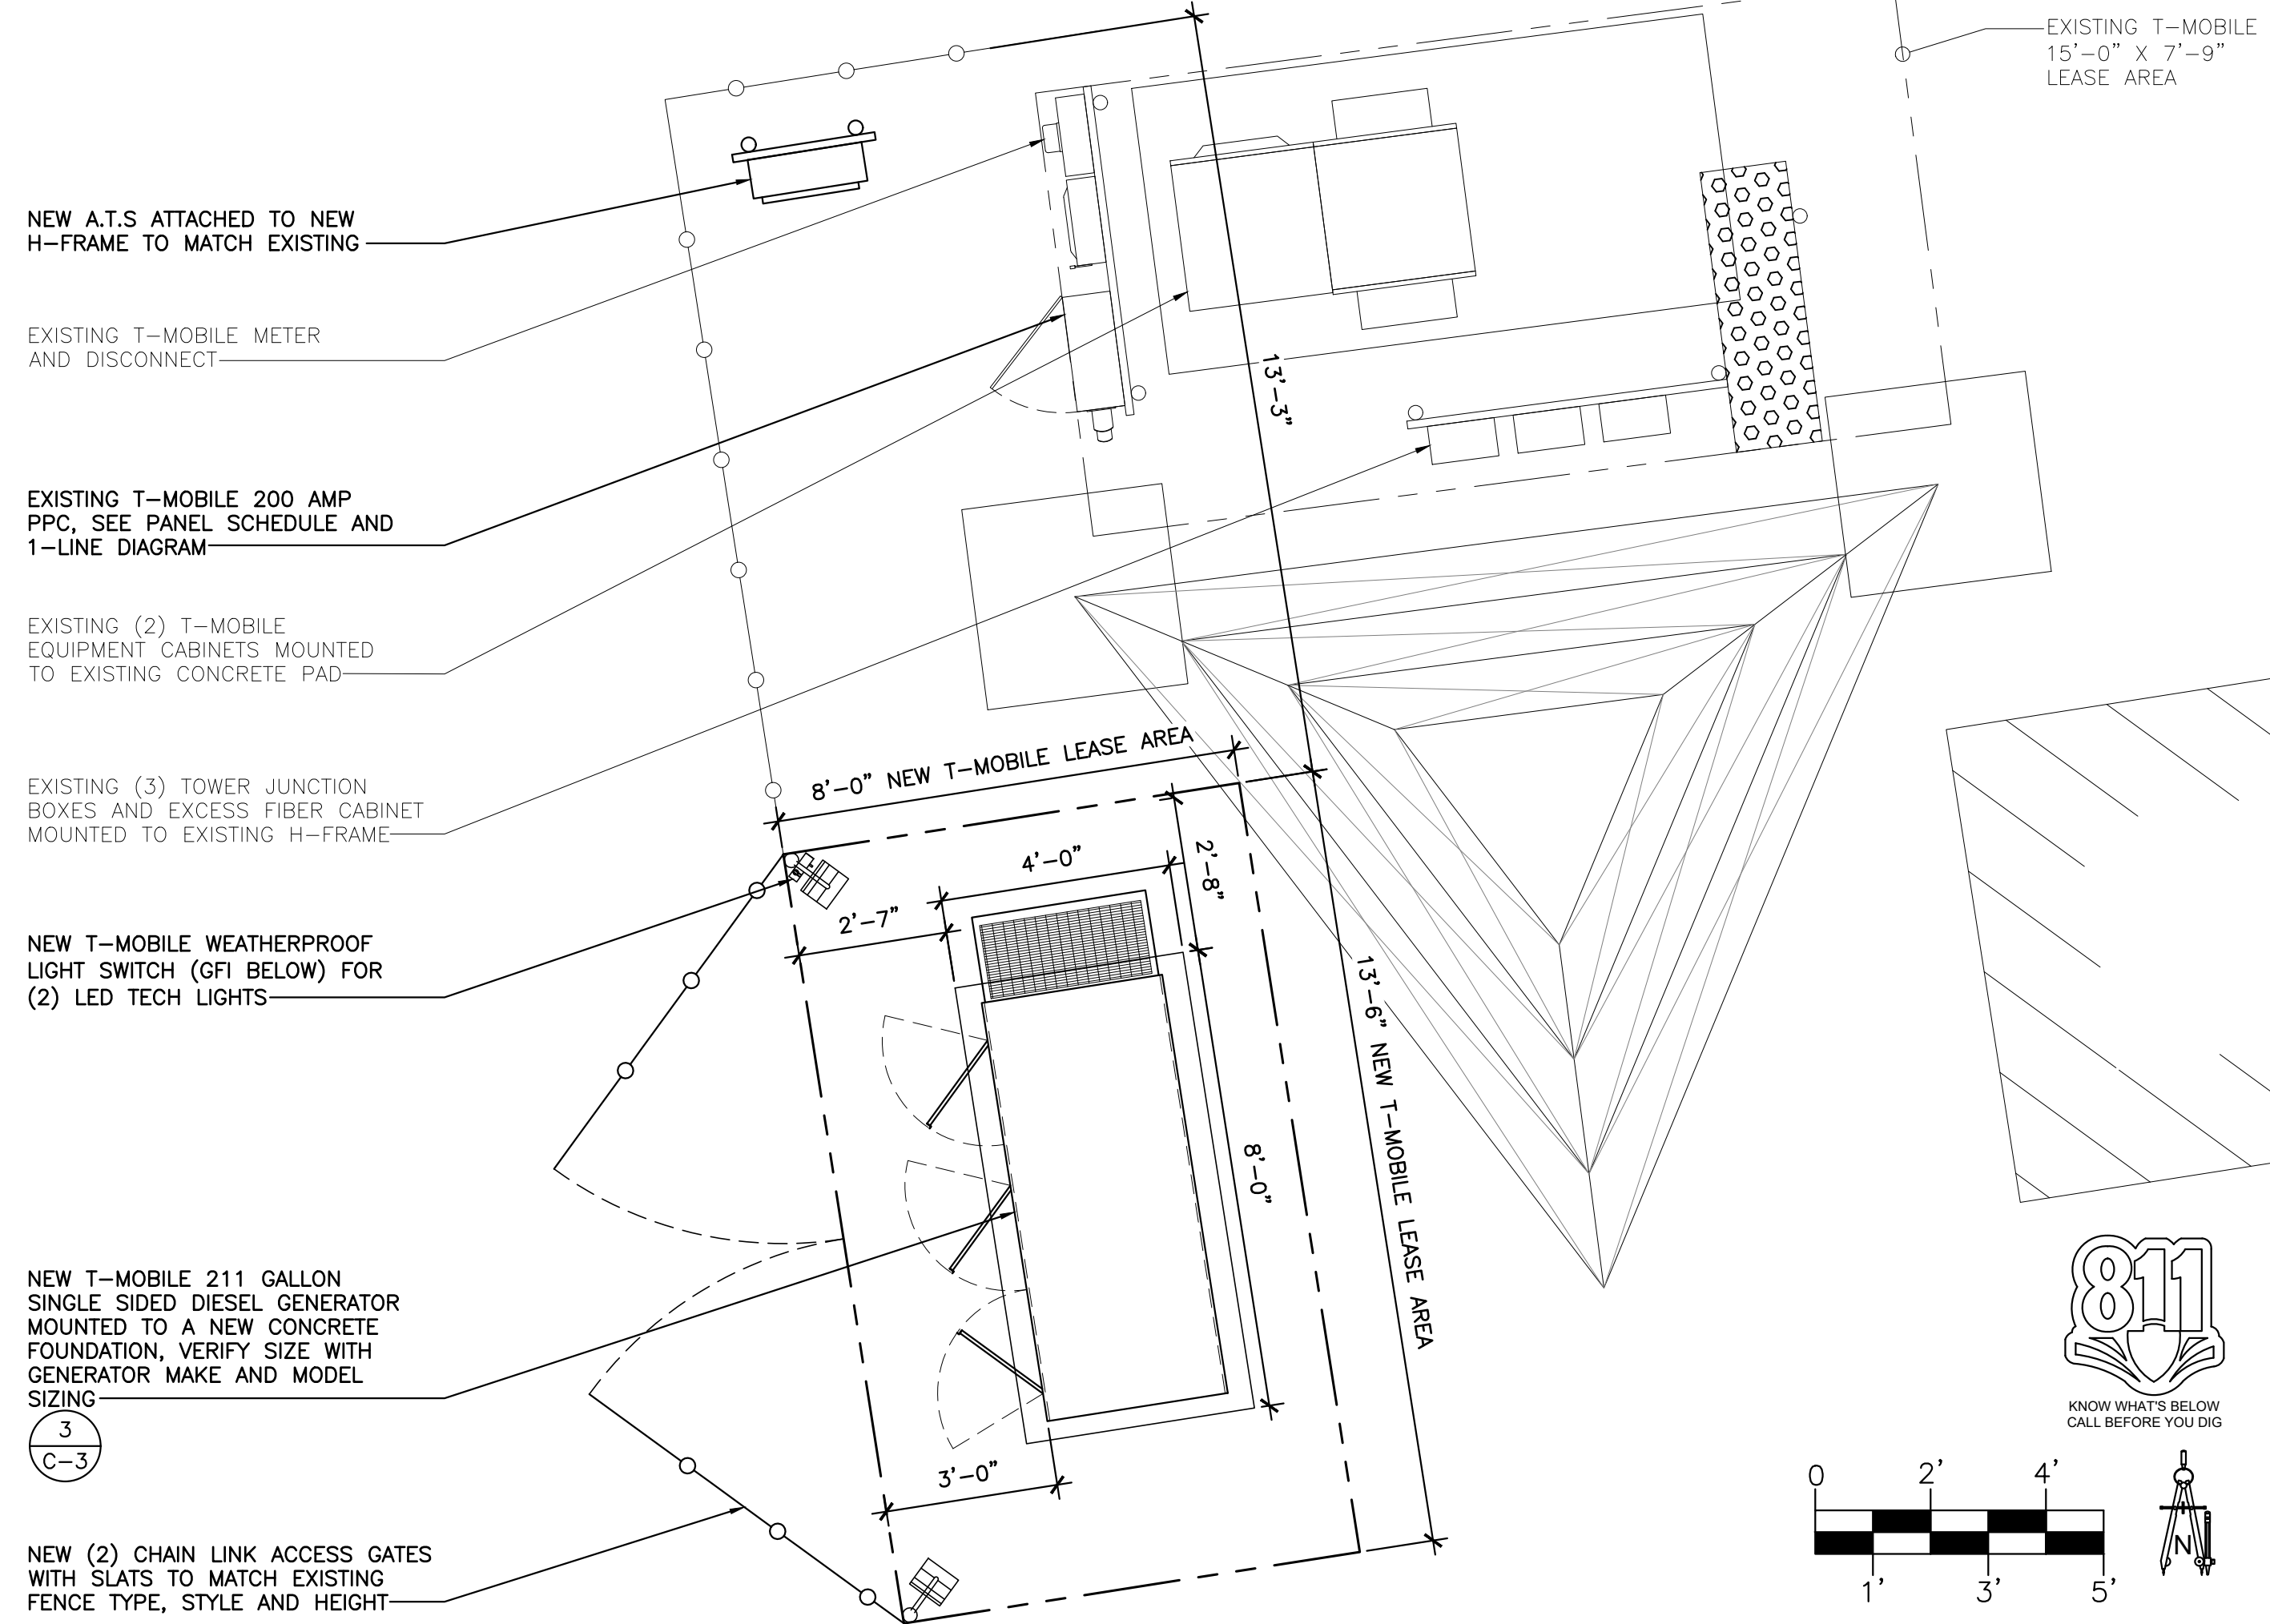 EXISTING T-MOBILE
15'-0" X 7'-9"
LEASE AREA
NEW A.T.S ATTACHED TO NEW
H-FRAME TO MATCH EXISTING
EXISTING T-MOBILE METER
AND DISCONNECT
13'-3"
EXISTING T-MOBILE 200 AMP
PPC, SEE PANEL SCHEDULE AND
1-LINE DIAGRAM
EXISTING (2) T-MOBILE
EQUIPMENT CABINETS MOUNTED
TO EXISTING CONCRETE PAD
EXISTING (3) TOWER JUNCTION
BOXES AND EXCESS FIBER CABINET
MOUNTED TO EXISTING H-FRAME
8'-0" NEW T-MOBILE LEASE AREA
4'-0"
2'-8"
2'-7"
NEW T-MOBILE WEATHERPROOF
LIGHT SWITCH (GFI BELOW) FOR
(2) LED TECH LIGHTS
13'-6" NEW T-MOBILE LEASE AREA
8'-0"
NEW T-MOBILE 211 GALLON
SINGLE SIDED DIESEL GENERATOR
MOUNTED TO A NEW CONCRETE
FOUNDATION, VERIFY SIZE WITH
GENERATOR MAKE AND MODEL
SIZING
3
C-3
3'-0"
NEW (2) CHAIN LINK ACCESS GATES
WITH SLATS TO MATCH EXISTING
FENCE TYPE, STYLE AND HEIGHT
811
KNOW WHAT'S BELOW
CALL BEFORE YOU DIG
0 2' 4'
1' 3' 5'
N